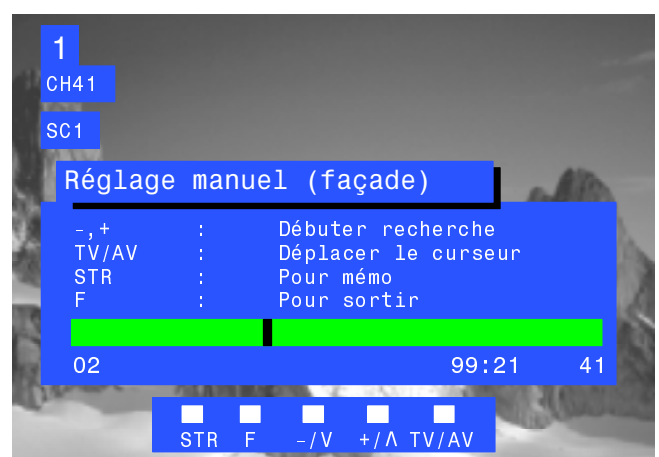 1
CH41
SC1
Réglage manuel (façade)
-,+ : Débuter recherche
TV/AV : Déplacer le curseur
STR : Pour mémo
F : Pour sortir
02 99:21 41
STR F -/V +/Λ TV/AV